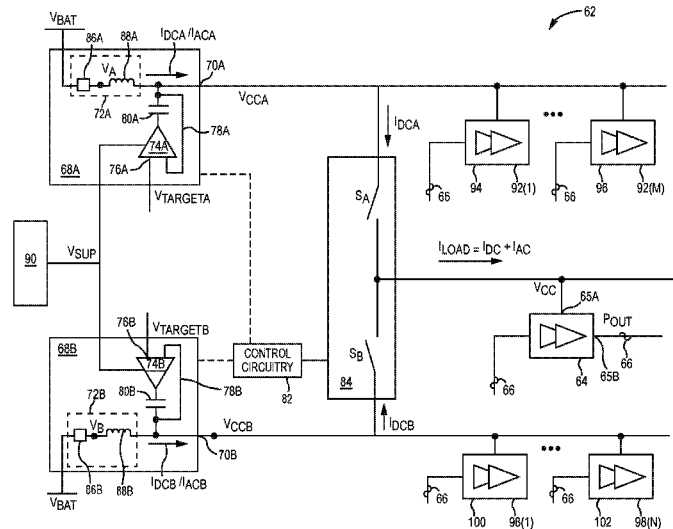 62
VBAT
86A
88A
IDCA/IACA
70A
VA
VCCA
72A
80A
78A
74A
76A
68A
VTARGETA
IDCA
SA
66
94
92(1)
•••
66
96
92(M)
90
VSUP
ILOAD = IDC + IAC
VCC
65A
POUT
66
65B
64
66
68B
VTARGETB
76B
74B
80B
78B
CONTROL
CIRCUITRY
82
SB
84
IDCB
72B
VB
VCCB
70B
VBAT
86B
88B
IDCB/IACB
66
100
96(1)
•••
66
102
98(N)